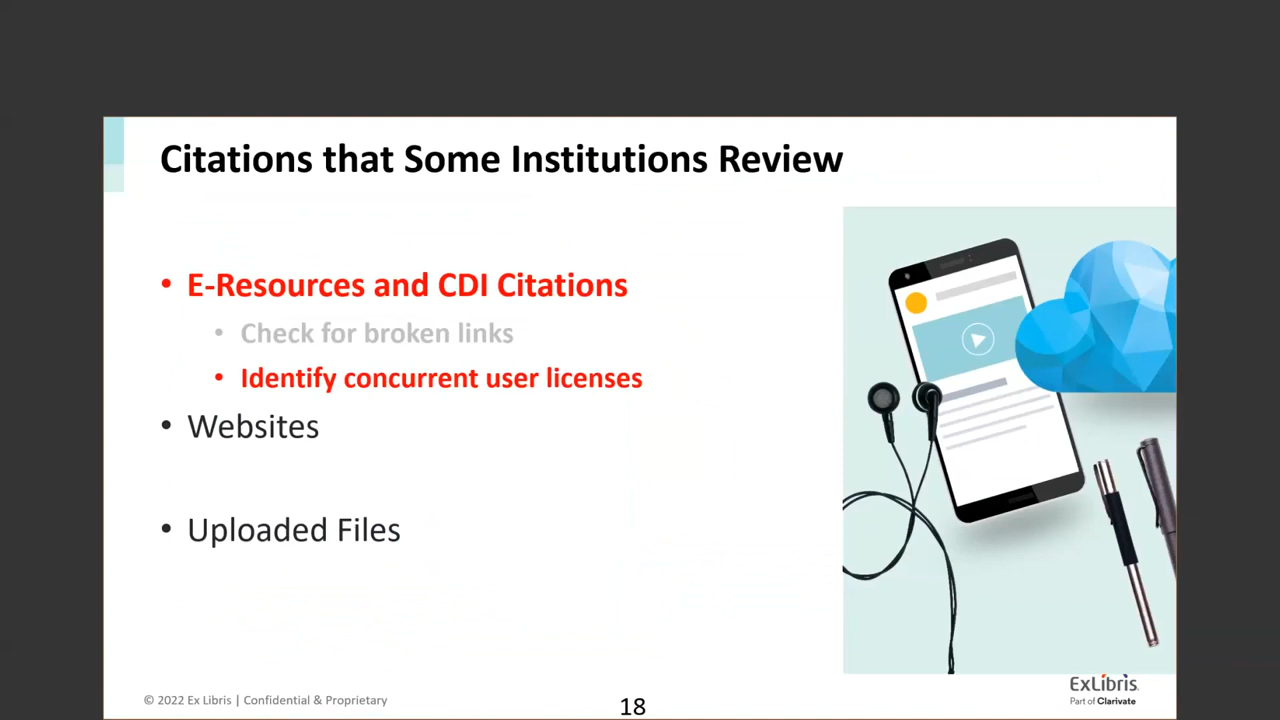 Citations that Some Institutions Review
• E-Resources and CDI Citations
• Check for broken links
• Identify concurrent user licenses
• Websites
• Uploaded Files
© 2022 Ex Libris | Confidential & Proprietary
18
ExLibris
Part of Clarivate